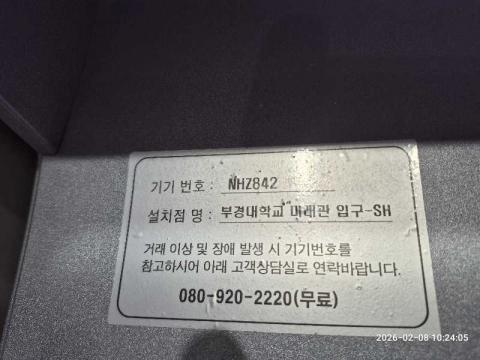 기기 번호 : NHZ842
설치점 명 : 부경대학교 미래관 입구-SH
거래 이상 및 장애 발생 시 기기번호를
참고하시어 아래 고객상담실로 연락바랍니다.
080-920-2220(무료)
2026-02-08 10:24:05